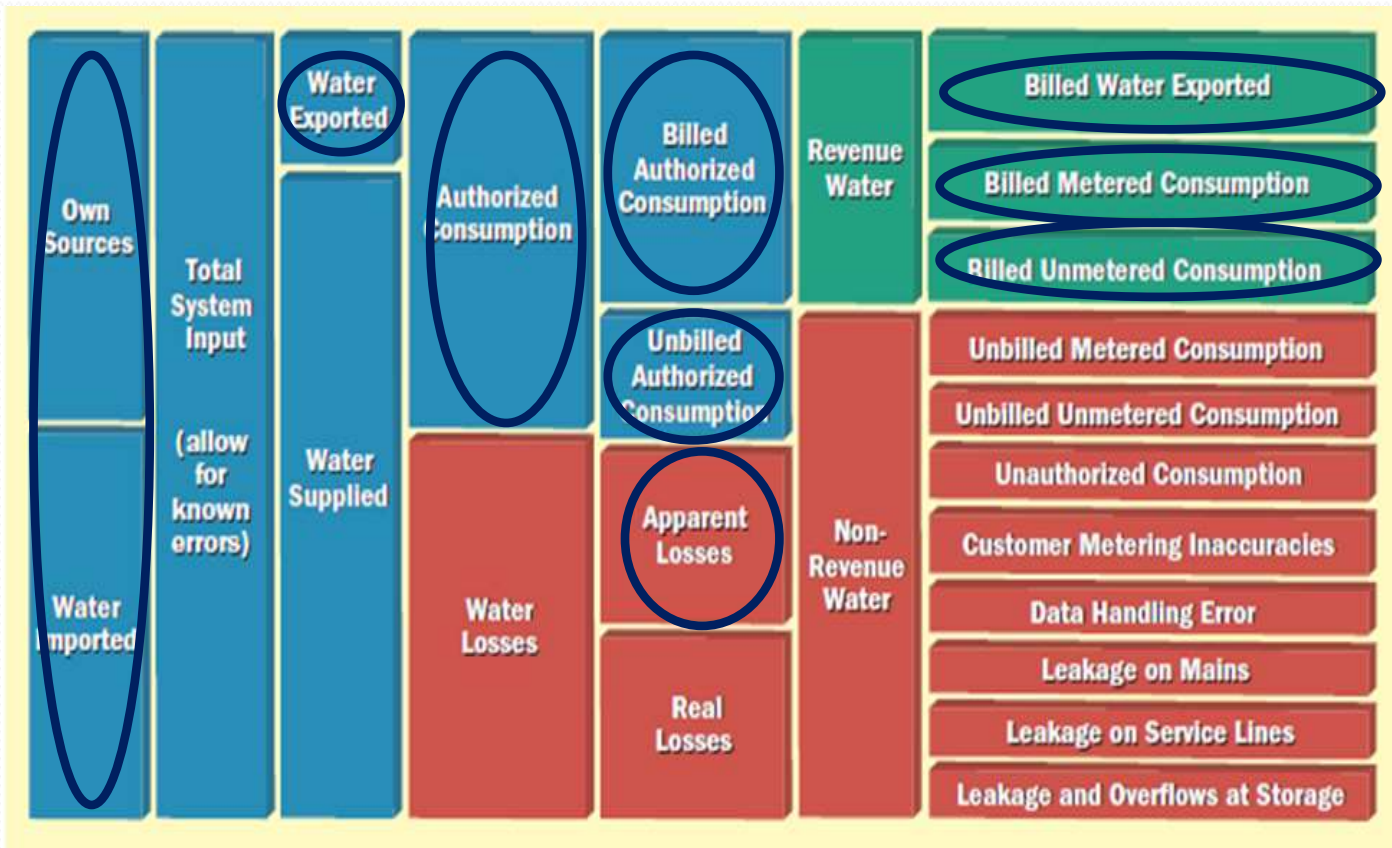 Own
Sources
Water
Imported
Total
System
Input
(allow
for
known
errors)
Water
Exported
Water
Supplied
Authorized
Consumption
Water
Losses
Billed
Authorized
Consumption
Unbilled
Authorized
Consumption
Apparent
Losses
Real
Losses
Revenue
Water
Non-
Revenue
Water
Billed Water Exported
Billed Metered Consumption
Billed Unmetered Consumption
Unbilled Metered Consumption
Unbilled Unmetered Consumption
Unauthorized Consumption
Customer Metering Inaccuracies
Data Handling Error
Leakage on Mains
Leakage on Service Lines
Leakage and Overflows at Storage